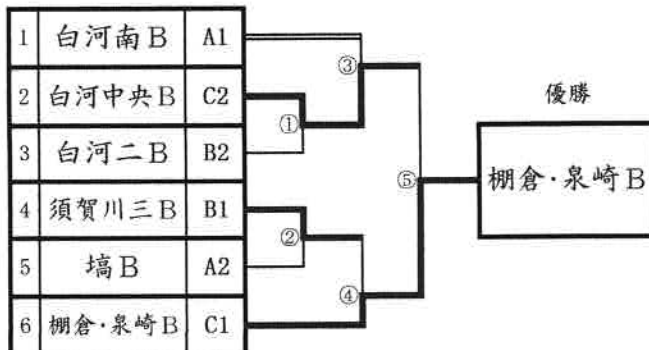 1 白河南B A1
2 白河中央B C2
3 白河二B B2
4 須賀川三B B1
5 塙B A2
6 棚倉・泉崎B C1
①
②
③
④
⑤
優勝
棚倉・泉崎B